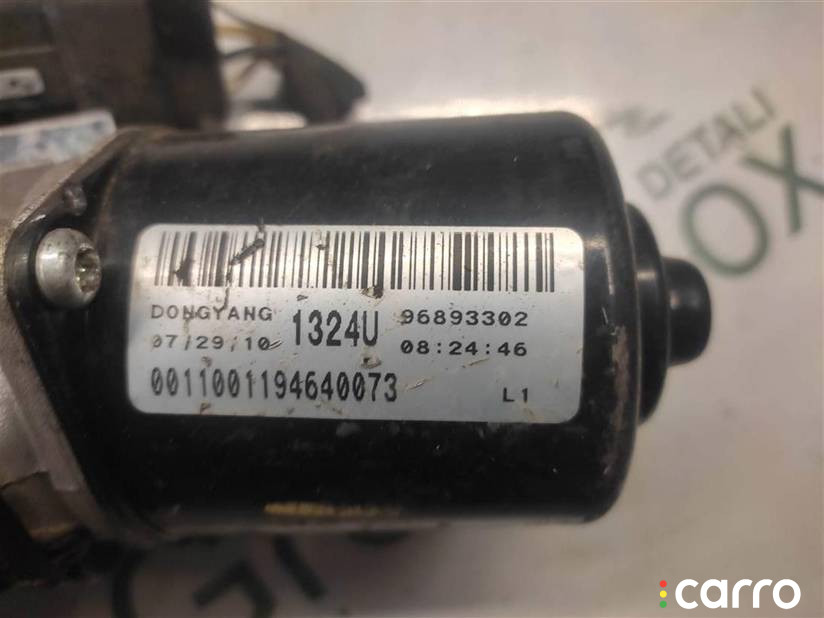 DONGYANG 1324U 96893302
07/29/10 08:24:46
0011001194640073 L1
DETALI
OX
carro